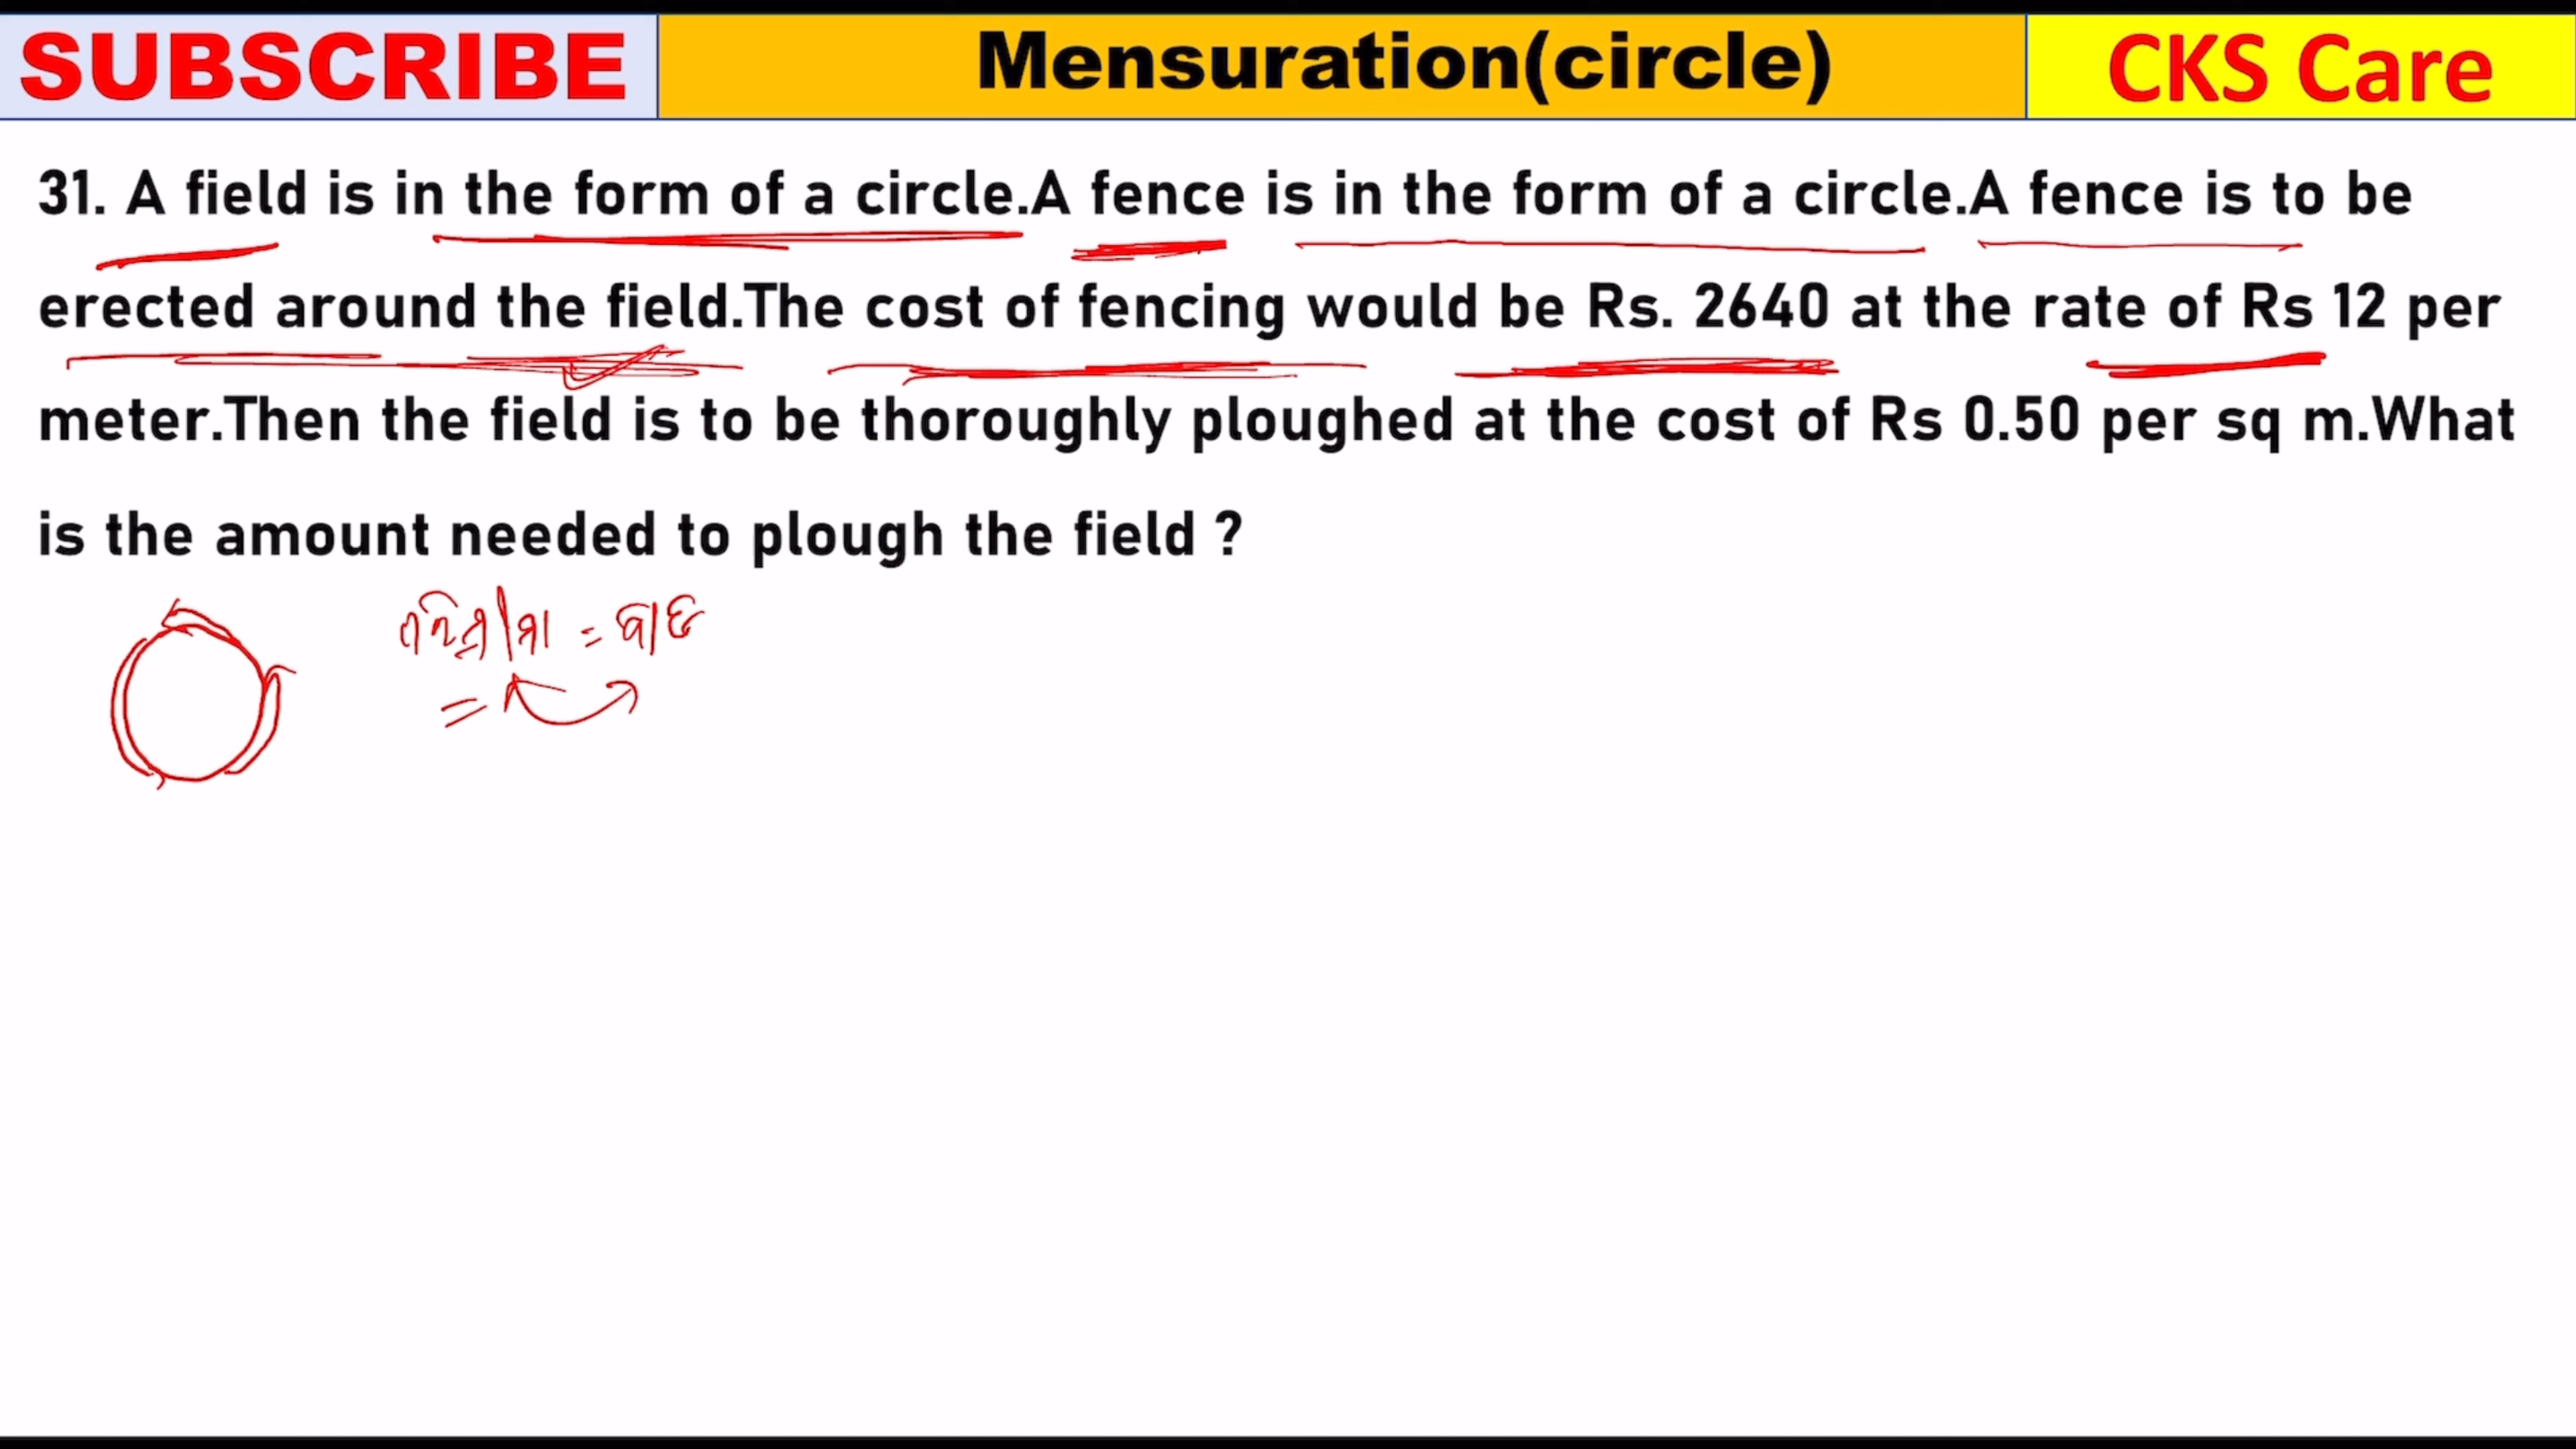 SUBSCRIBE Mensuration(circle) CKS Care
31. A field is in the form of a circle.A fence is in the form of a circle.A fence is to be
erected around the field.The cost of fencing would be Rs. 2640 at the rate of Rs 12 per
meter.Then the field is to be thoroughly ploughed at the cost of Rs 0.50 per sq m.What
is the amount needed to plough the field ?
= ବାଡ
=